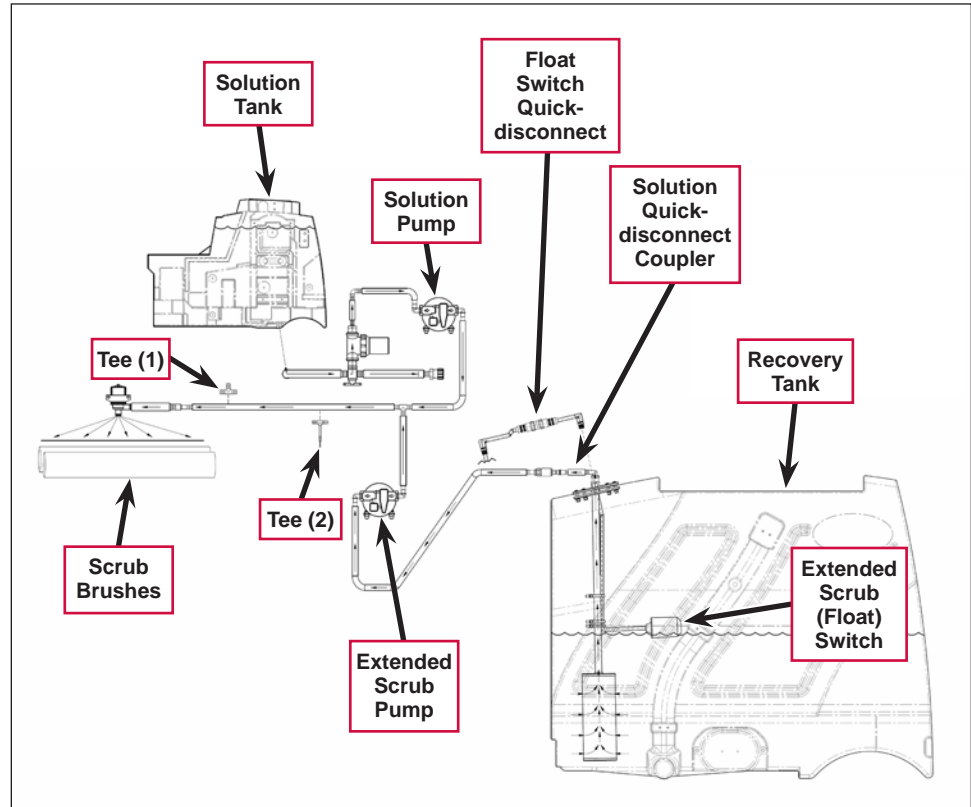 Float
Switch
Quick-
disconnect
Solution
Tank
Solution
Pump
Solution
Quick-
disconnect
Coupler
Tee (1)
Recovery
Tank
Tee (2)
Scrub
Brushes
Extended
Scrub
(Float)
Switch
Extended
Scrub
Pump